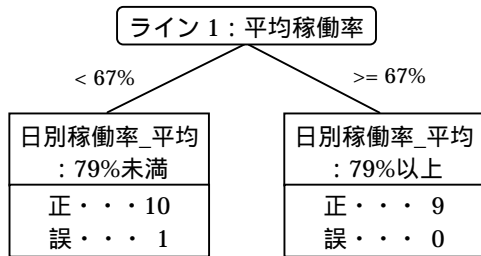 ライン 1：平均稼働率
< 67%
>= 67%
日別稼働率_平均
：79%未満
正・・・10
誤・・・ 1
日別稼働率_平均
：79%以上
正・・・ 9
誤・・・ 0